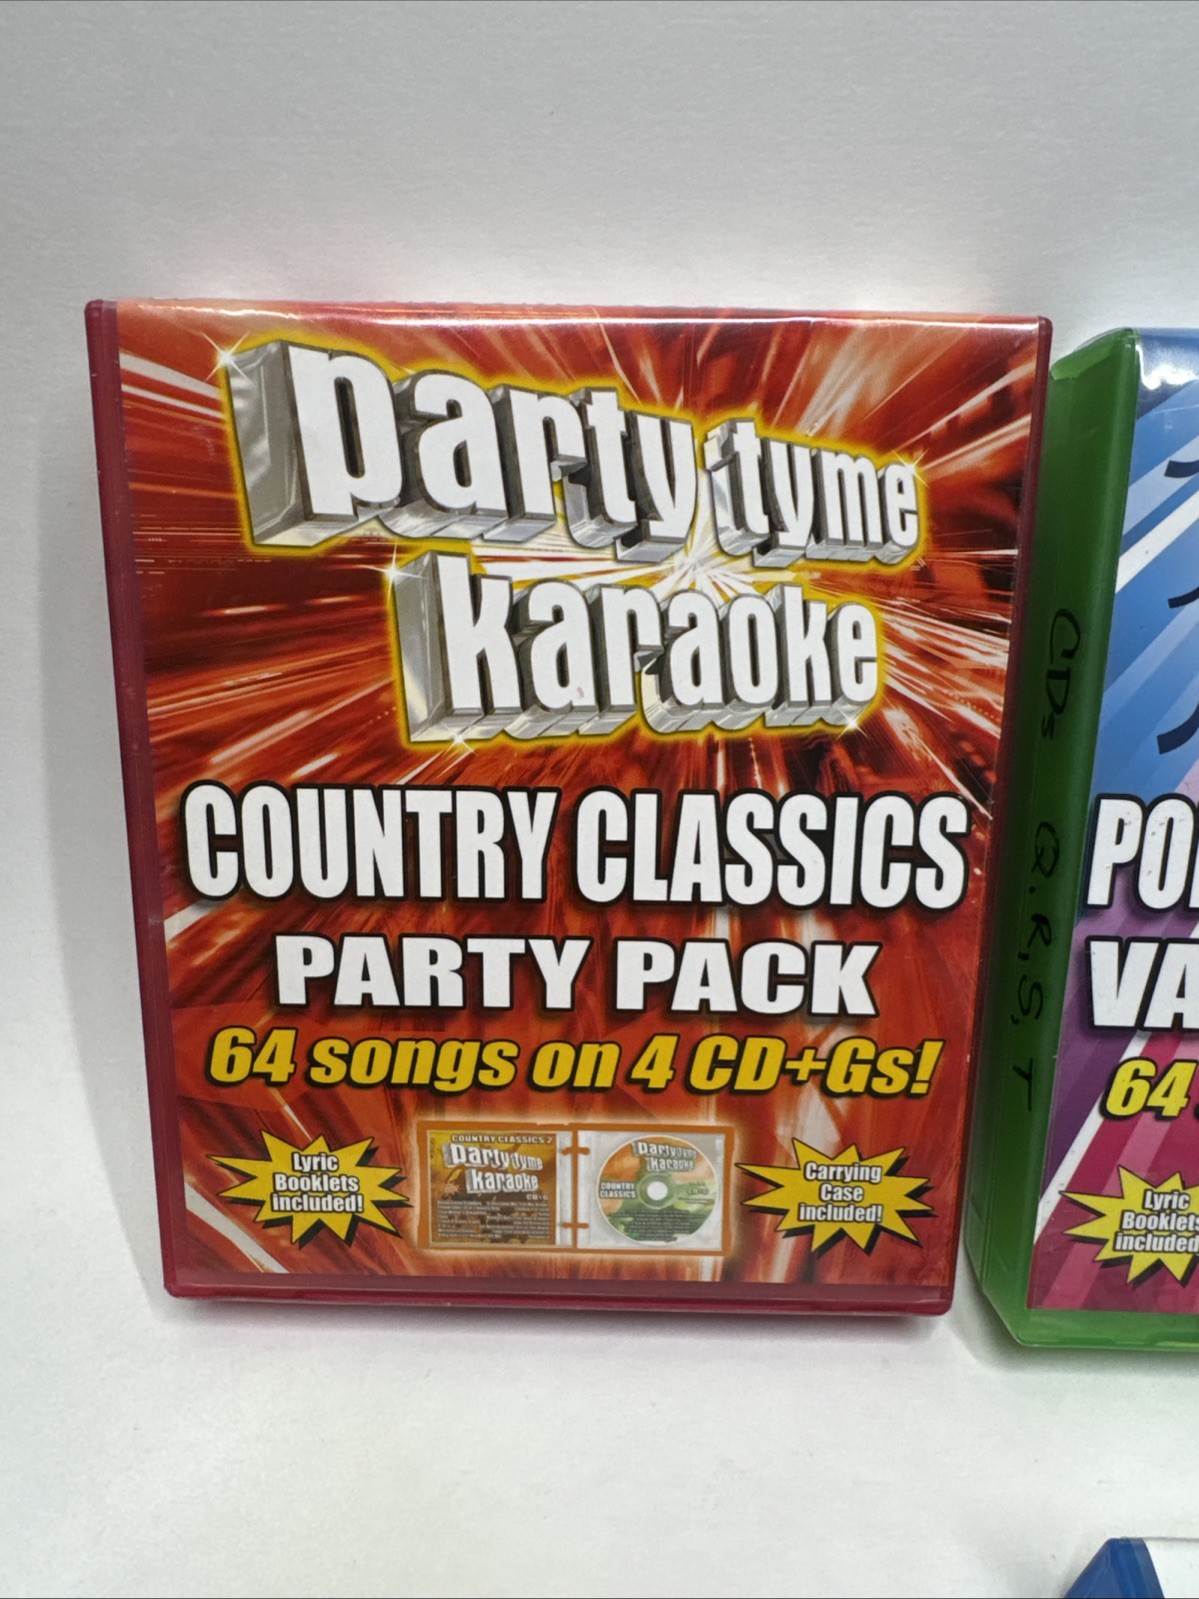 party tyme
karaoke
COUNTRY CLASSICS
PARTY PACK
64 songs on 4 CD+Gs!
Lyric
Booklets
included!
COUNTRY CLASSICS 2
party tyme
karaoke
CD+G
party tyme
karaoke
COUNTRY
CLASSICS
Carrying
Case
included!
CDs Q, R, S, T
VA
64
Lyric
Booklets
included